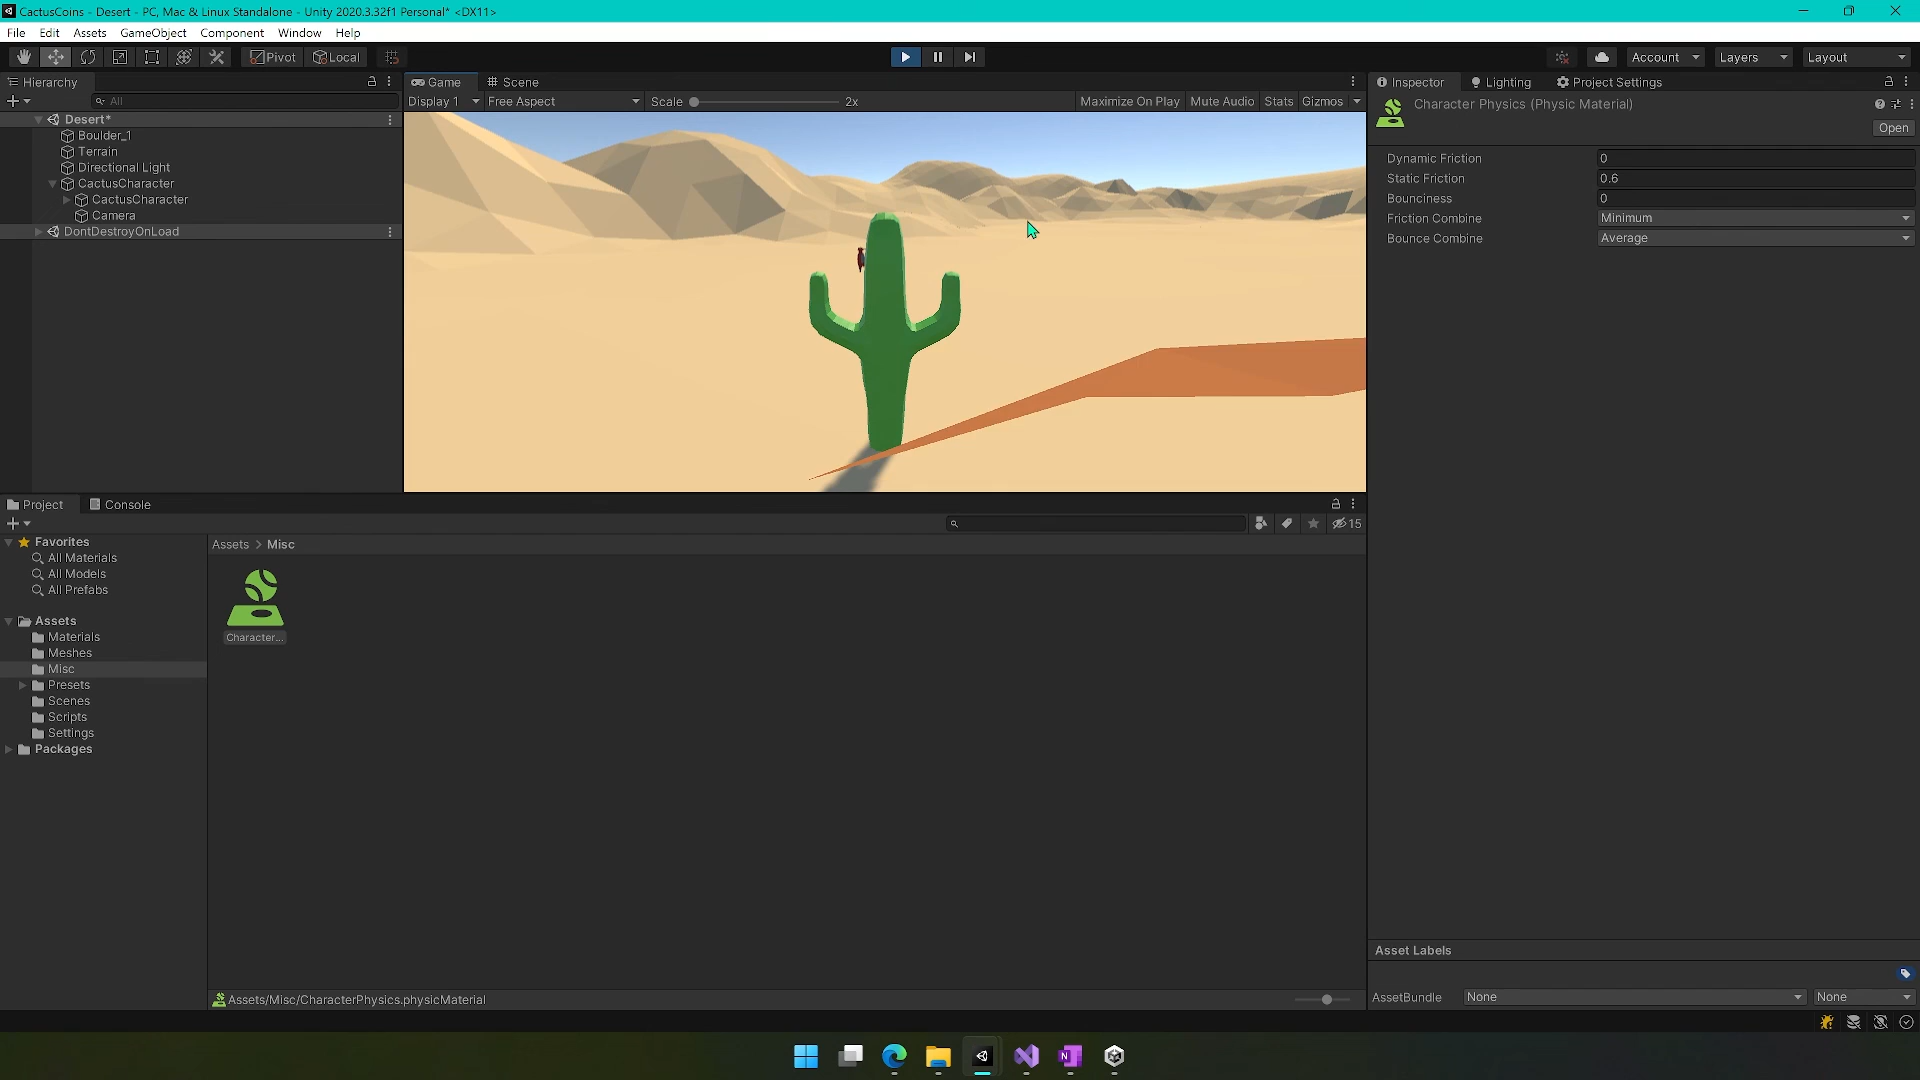 CactusCoins - Desert - PC, Mac & Linux Standalone - Unity 2020.3.32f1 Personal* <DX11>
File Edit Assets GameObject Component Window Help
Pivot Local Account Layers Layout
Hierarchy
All
Desert*
Boulder_1
Terrain
Directional Light
CactusCharacter
CactusCharacter
Camera
DontDestroyOnLoad
Game Scene
Display 1 Free Aspect Scale 2x Maximize On Play Mute Audio Stats Gizmos
Inspector Lighting Project Settings
Character Physics (Physic Material)
Open
Dynamic Friction 0
Static Friction 0.6
Bounciness 0
Friction Combine Minimum
Bounce Combine Average
Project Console
15
Favorites
All Materials
All Models
All Prefabs
Assets
Materials
Meshes
Misc
Presets
Scenes
Scripts
Settings
Packages
Assets > Misc
Character...
Assets/Misc/CharacterPhysics.physicMaterial
Asset Labels
AssetBundle None None